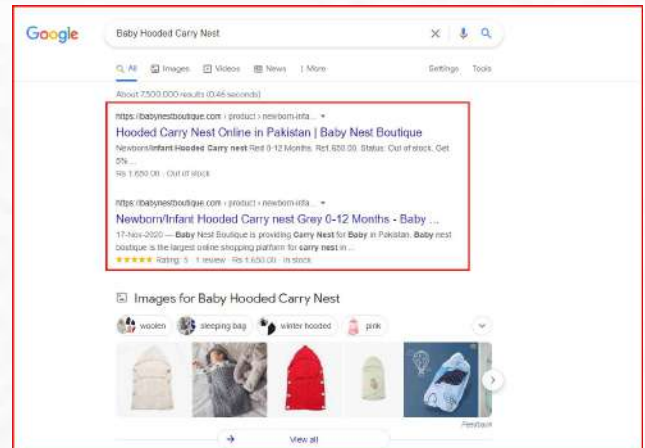 Google
Baby Hooded Carry Nest
All Images Videos News More
Settings Tools
About 7,500,000 results (0.46 seconds)
https://babynestboutique.com › product › newborn-infa...
Hooded Carry Nest Online in Pakistan | Baby Nest Boutique
Newborn/Infant Hooded Carry nest Red 0-12 Months. Rs1,650.00. Status: Out of stock. Get
5% ...
Rs 1,650.00 · Out of stock
https://babynestboutique.com › product › newborn-infa...
Newborn/Infant Hooded Carry nest Grey 0-12 Months - Baby ...
17-Nov-2020 — Baby Nest Boutique is providing Carry Nest for Baby in Pakistan. Baby nest
boutique is the largest online shopping platform for carry nest in ...
Rating: 5 · 1 review · Rs 1,650.00 · In stock
Images for Baby Hooded Carry Nest
woolen sleeping bag winter hooded pink
Feedback
View all